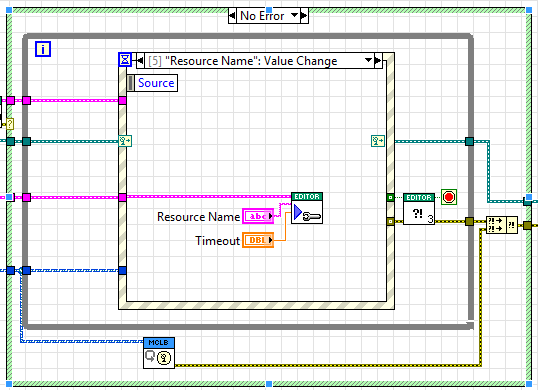 No Error
i
[5] "Resource Name": Value Change
Source
?
EDITOR
EDITOR
?! 3
Resource Name
abc
Timeout
DBL
?!
?!
?!
MCLB